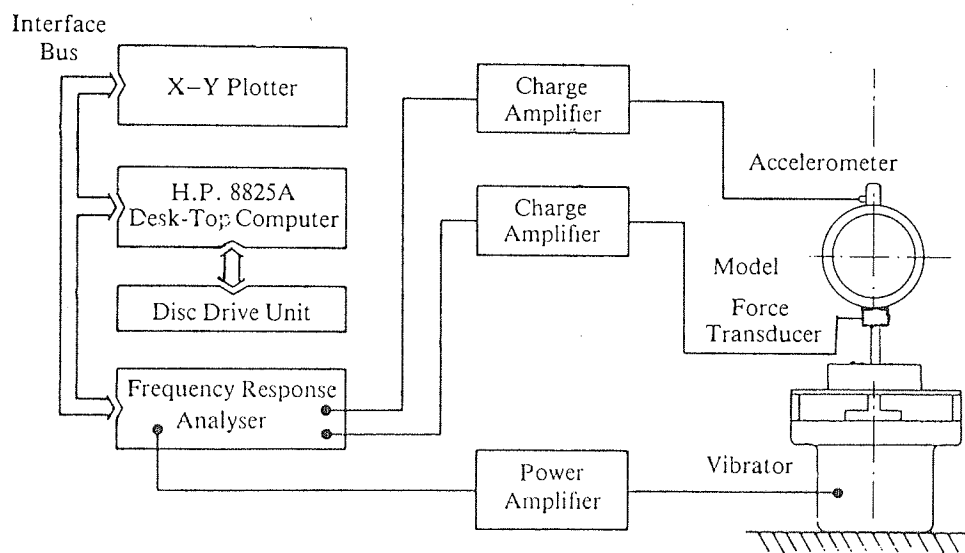 Interface
Bus
X-Y Plotter
H.P. 8825A
Desk-Top Computer
Disc Drive Unit
Frequency Response
Analyser
Charge
Amplifier
Charge
Amplifier
Power
Amplifier
Accelerometer
Model
Force
Transducer
Vibrator